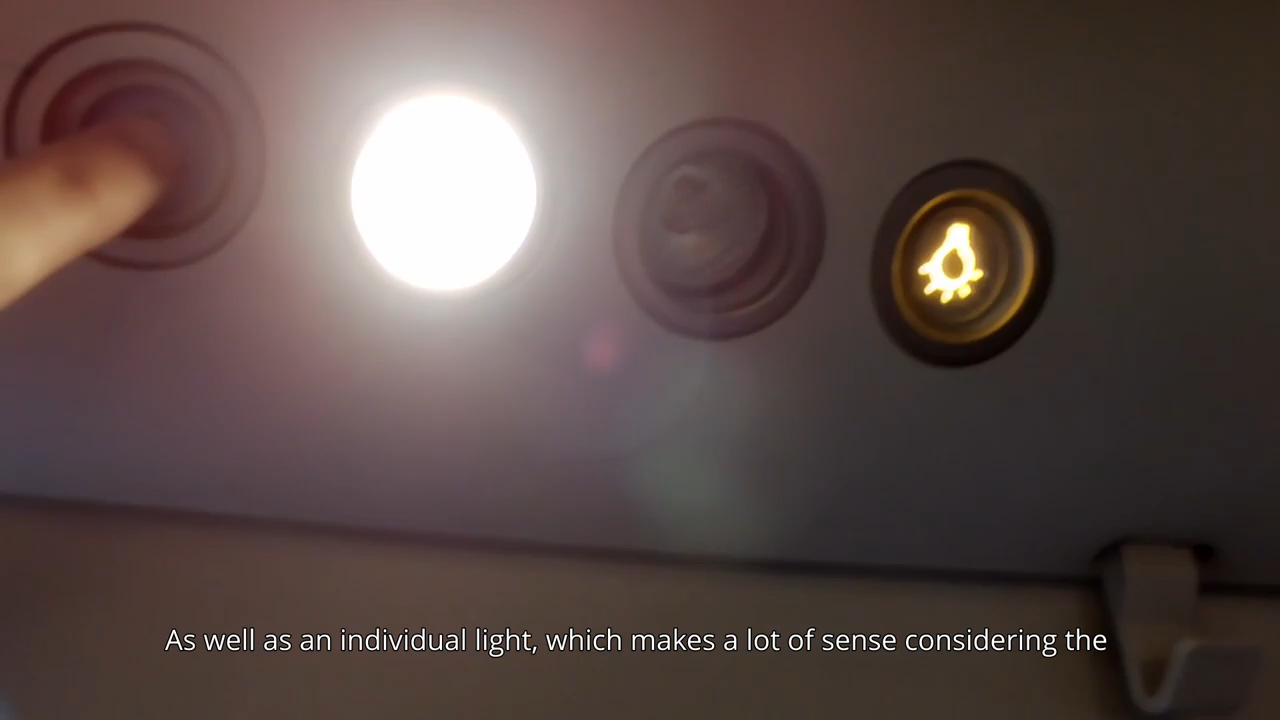 As well as an individual light, which makes a lot of sense considering the